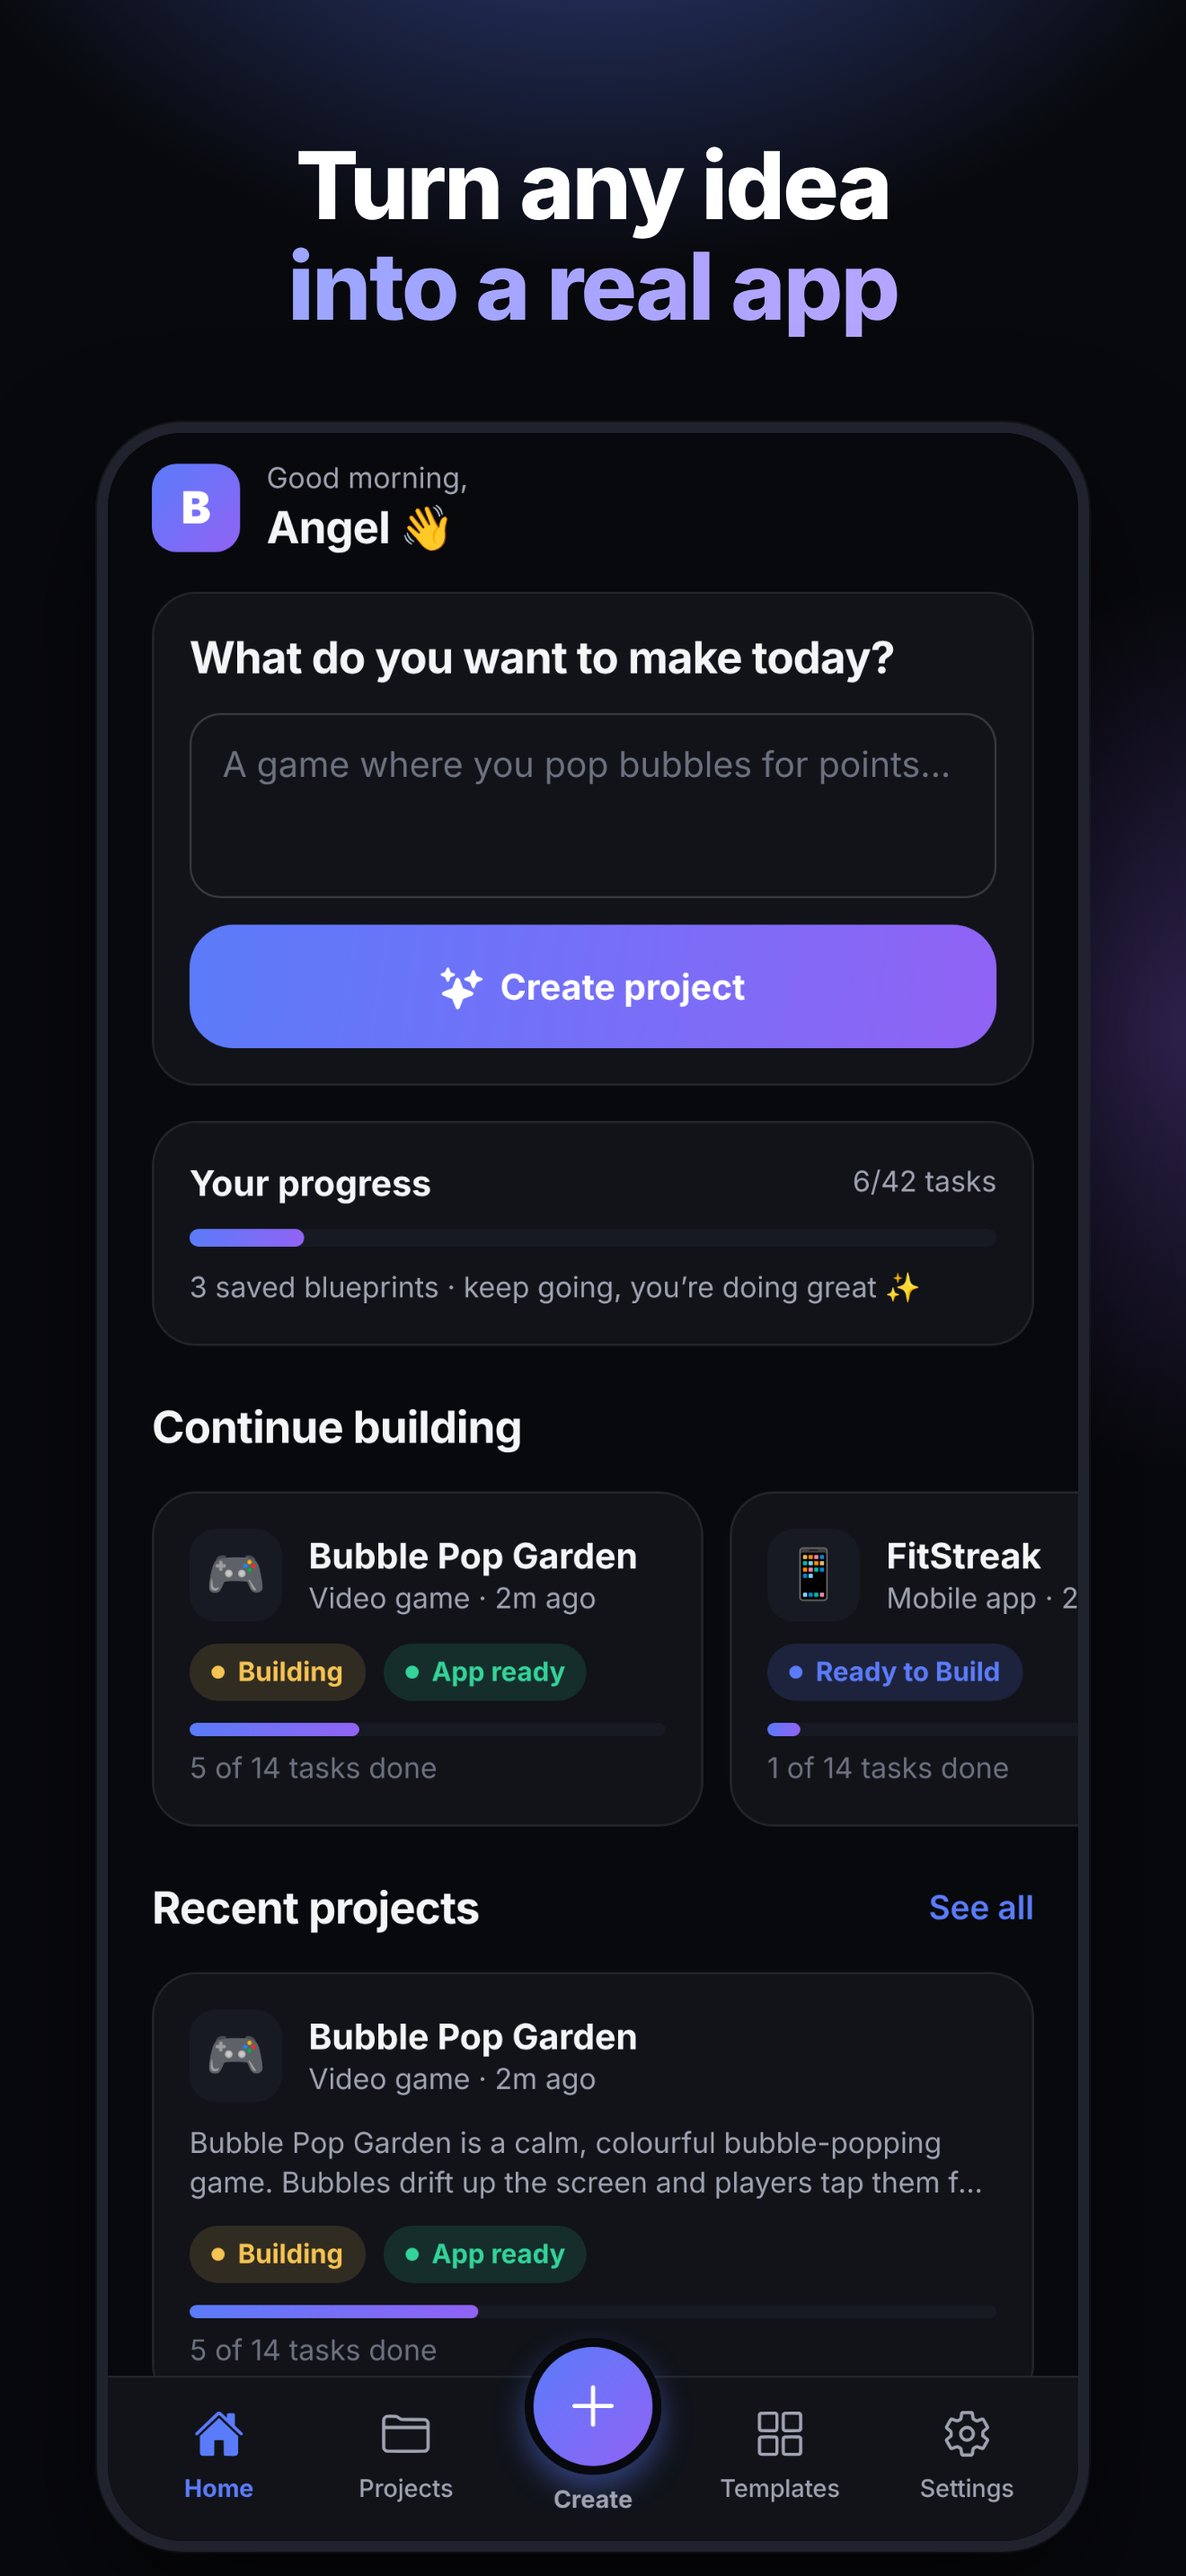 Turn any idea
into a real app
B
Good morning,
Angel 👋
What do you want to make today?
A game where you pop bubbles for points...
Create project
Your progress
6/42 tasks
3 saved blueprints · keep going, you’re doing great ✨
Continue building
Bubble Pop Garden
Video game · 2m ago
Building
App ready
5 of 14 tasks done
FitStreak
Mobile app · 2
Ready to Build
1 of 14 tasks done
Recent projects
See all
Bubble Pop Garden
Video game · 2m ago
Bubble Pop Garden is a calm, colourful bubble-popping
game. Bubbles drift up the screen and players tap them f...
Building
App ready
5 of 14 tasks done
Home
Projects
Create
Templates
Settings